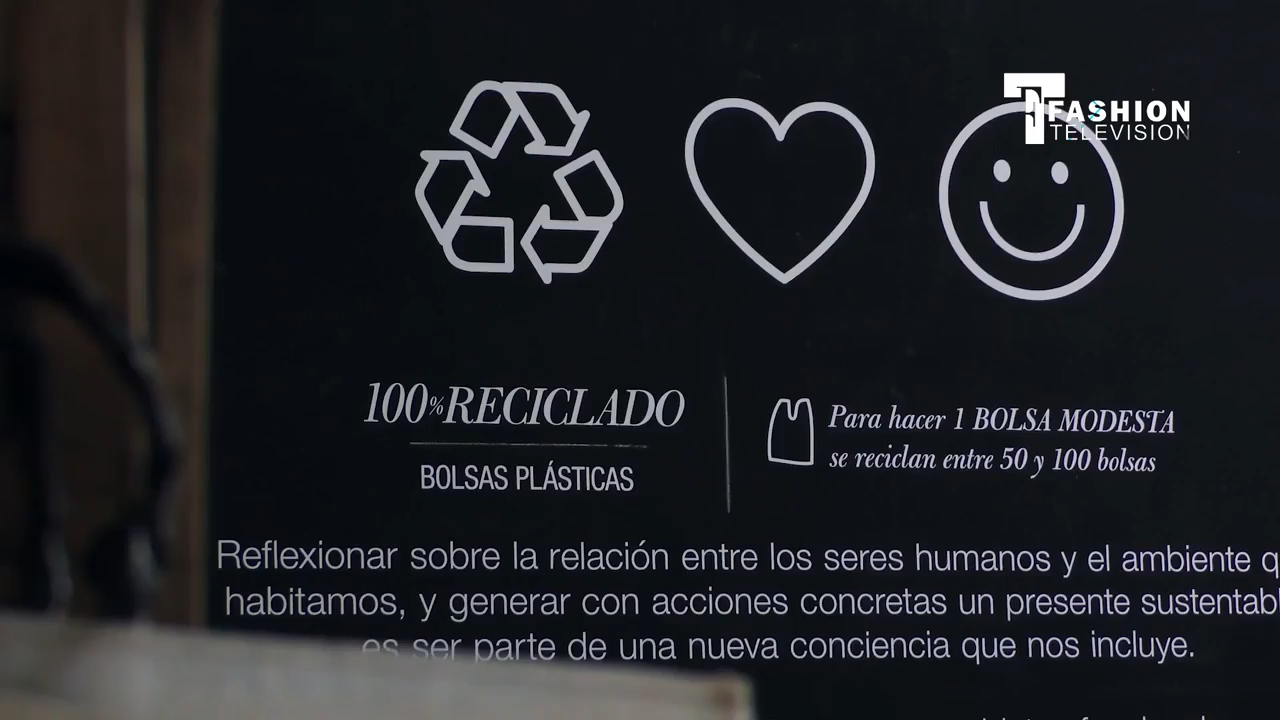 FASHION
TELEVISION
100%RECICLADO
BOLSAS PLÁSTICAS
Para hacer 1 BOLSA MODESTA
se reciclan entre 50 y 100 bolsas
Reflexionar sobre la relación entre los seres humanos y el ambiente q
habitamos, y generar con acciones concretas un presente sustentabl
es ser parte de una nueva conciencia que nos incluye.